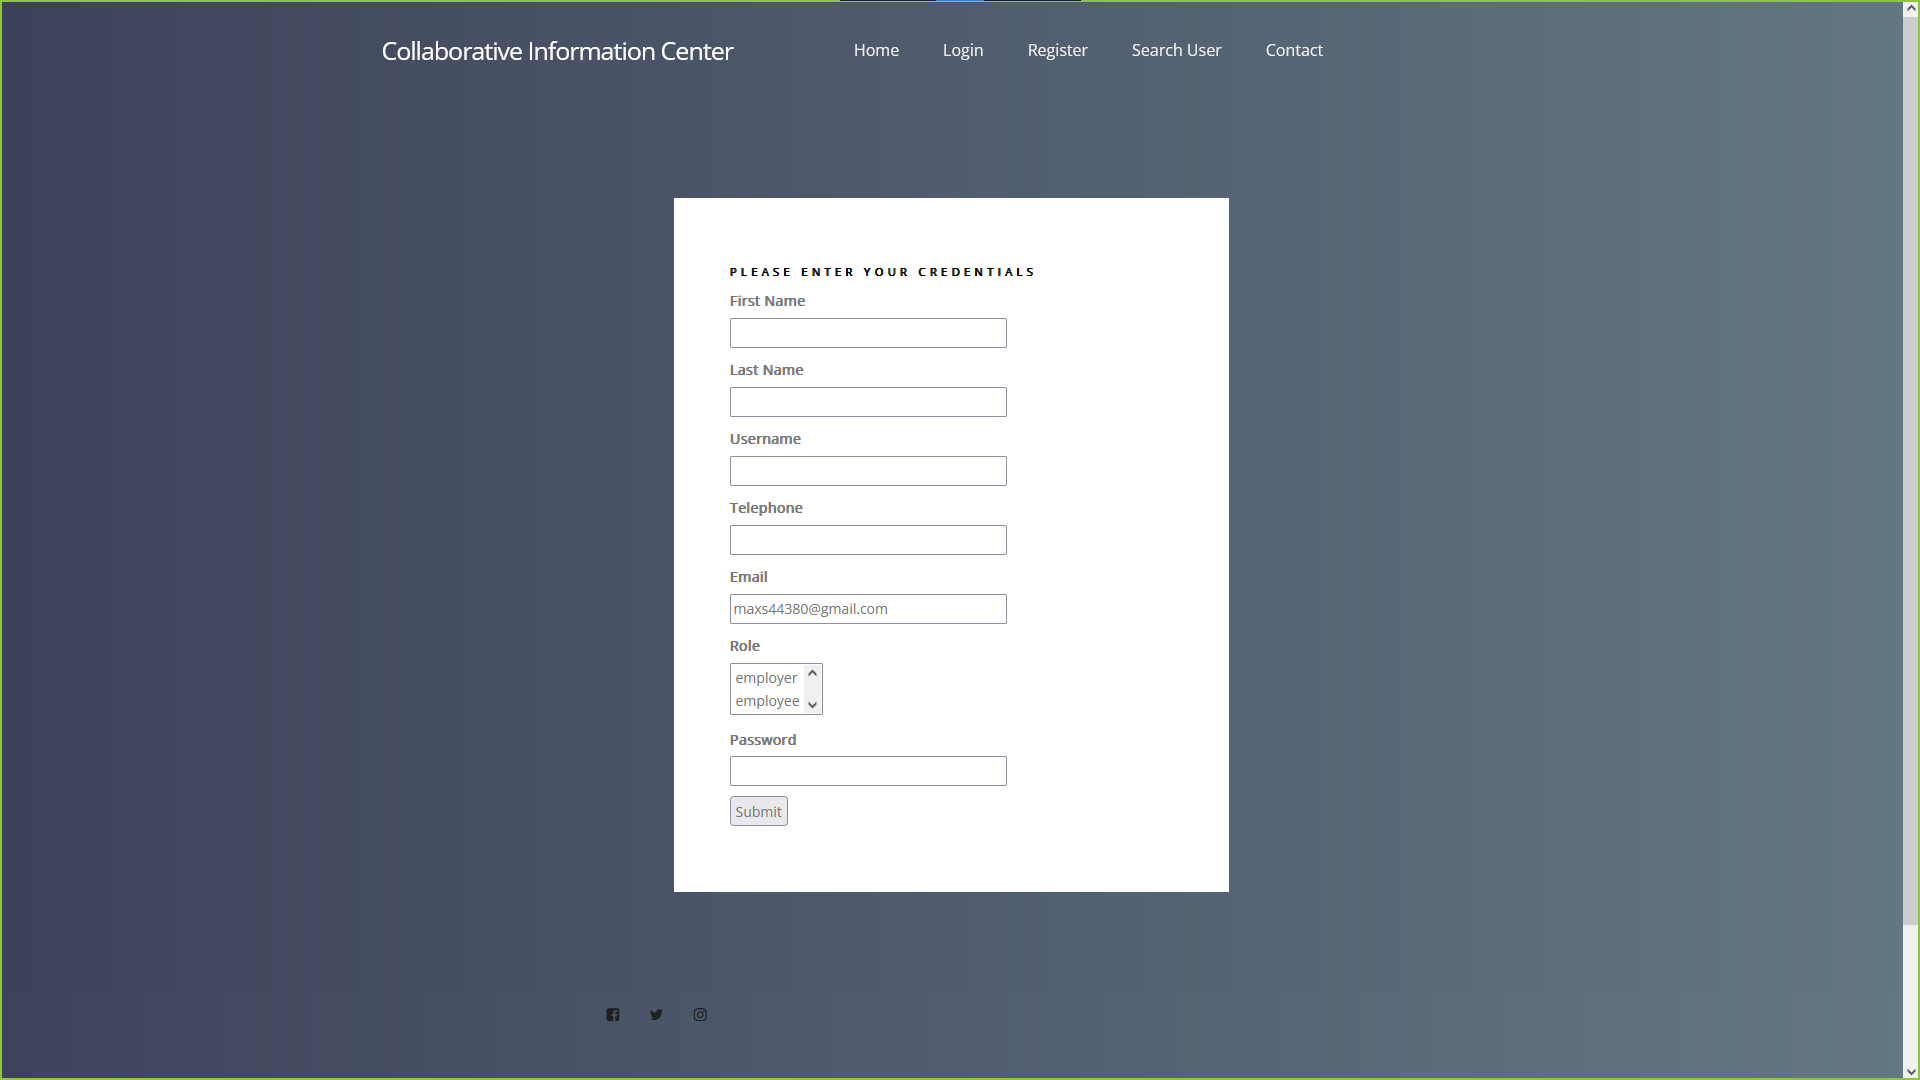 Collaborative Information Center
Home Login Register Search User Contact
PLEASE ENTER YOUR CREDENTIALS
First Name
Last Name
Username
Telephone
Email
maxs44380@gmail.com
Role
employer
employee
Password
Submit